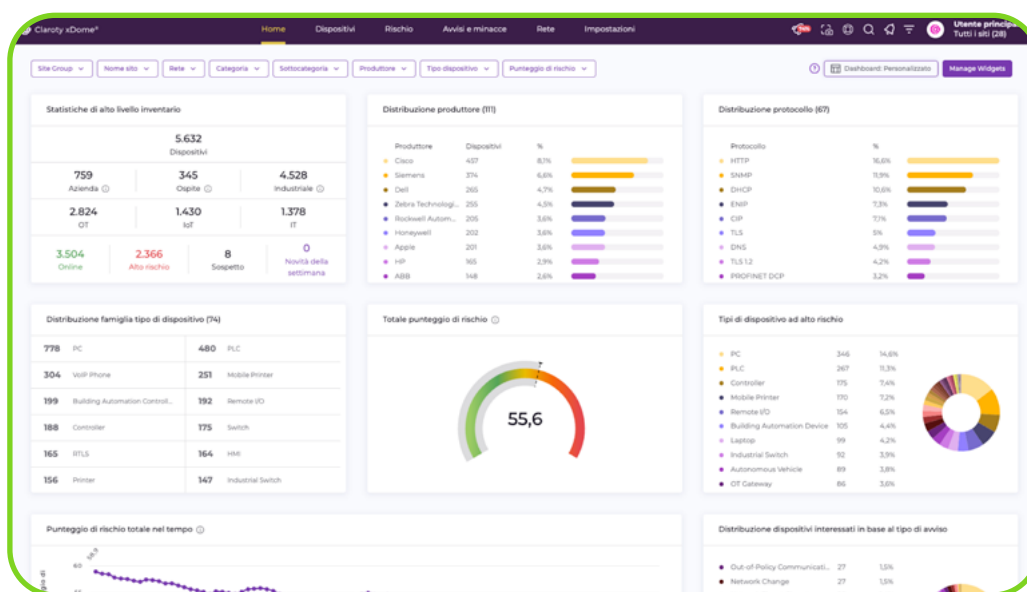 Claroty xDome®
Home Dispositivi Rischio Avvisi e minacce Rete Impostazioni
Utente principa
Tutti i siti (28)
Site Group Nome sito Rete Categoria Sottocategoria Produttore Tipo dispositivo Punteggio di rischio
Dashboard: Personalizzato Manage Widgets
Statistiche di alto livello inventario
5.632
Dispositivi
759 345 4.528
Azienda Ospite Industriale
2.824 1.430 1.378
OT IoT IT
3.504 2.366 8 0
Online Alto rischio Sospetto Novità della settimana
Distribuzione produttore (111)
Produttore Dispositivi %
Cisco 457 8,1%
Siemens 374 6,6%
Dell 265 4,7%
Zebra Technologi... 255 4,5%
Rockwell Autom... 205 3,6%
Honeywell 202 3,6%
Apple 201 3,6%
HP 165 2,9%
ABB 148 2,6%
Distribuzione protocollo (67)
Protocollo %
HTTP 16,6%
SNMP 11,9%
DHCP 10,6%
ENIP 7,3%
CIP 7,1%
TLS 5%
DNS 4,9%
TLS 1.2 4,2%
PROFINET DCP 3,2%
Distribuzione famiglia tipo di dispositivo (74)
778 PC 480 PLC
304 VoIP Phone 251 Mobile Printer
199 Building Automation Controll... 192 Remote I/O
188 Controller 175 Switch
165 RTLS 164 HMI
156 Printer 147 Industrial Switch
Totale punteggio di rischio
55,6
Tipi di dispositivo ad alto rischio
PC 346 14,6%
PLC 267 11,3%
Controller 175 7,4%
Mobile Printer 170 7,2%
Remote I/O 154 6,5%
Building Automation Device 105 4,4%
Laptop 99 4,2%
Industrial Switch 92 3,9%
Autonomous Vehicle 89 3,8%
OT Gateway 86 3,6%
Punteggio di rischio totale nel tempo
58,9
60
Distribuzione dispositivi interessati in base al tipo di avviso
Out-of-Policy Communicati... 27 1,5%
Network Change 27 1,5%